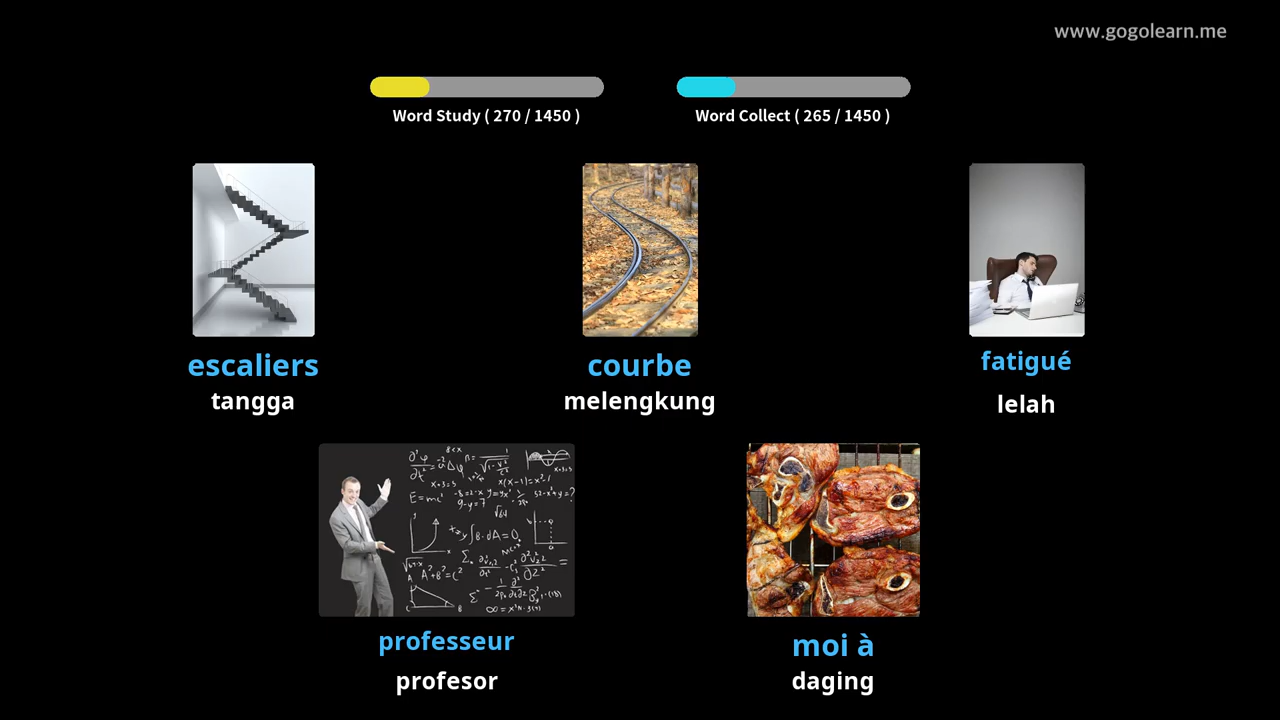 www.gogolearn.me
Word Study ( 270 / 1450 )
Word Collect ( 265 / 1450 )
escaliers
tangga
courbe
melengkung
fatigué
lelah
professeur
profesor
moi à
daging